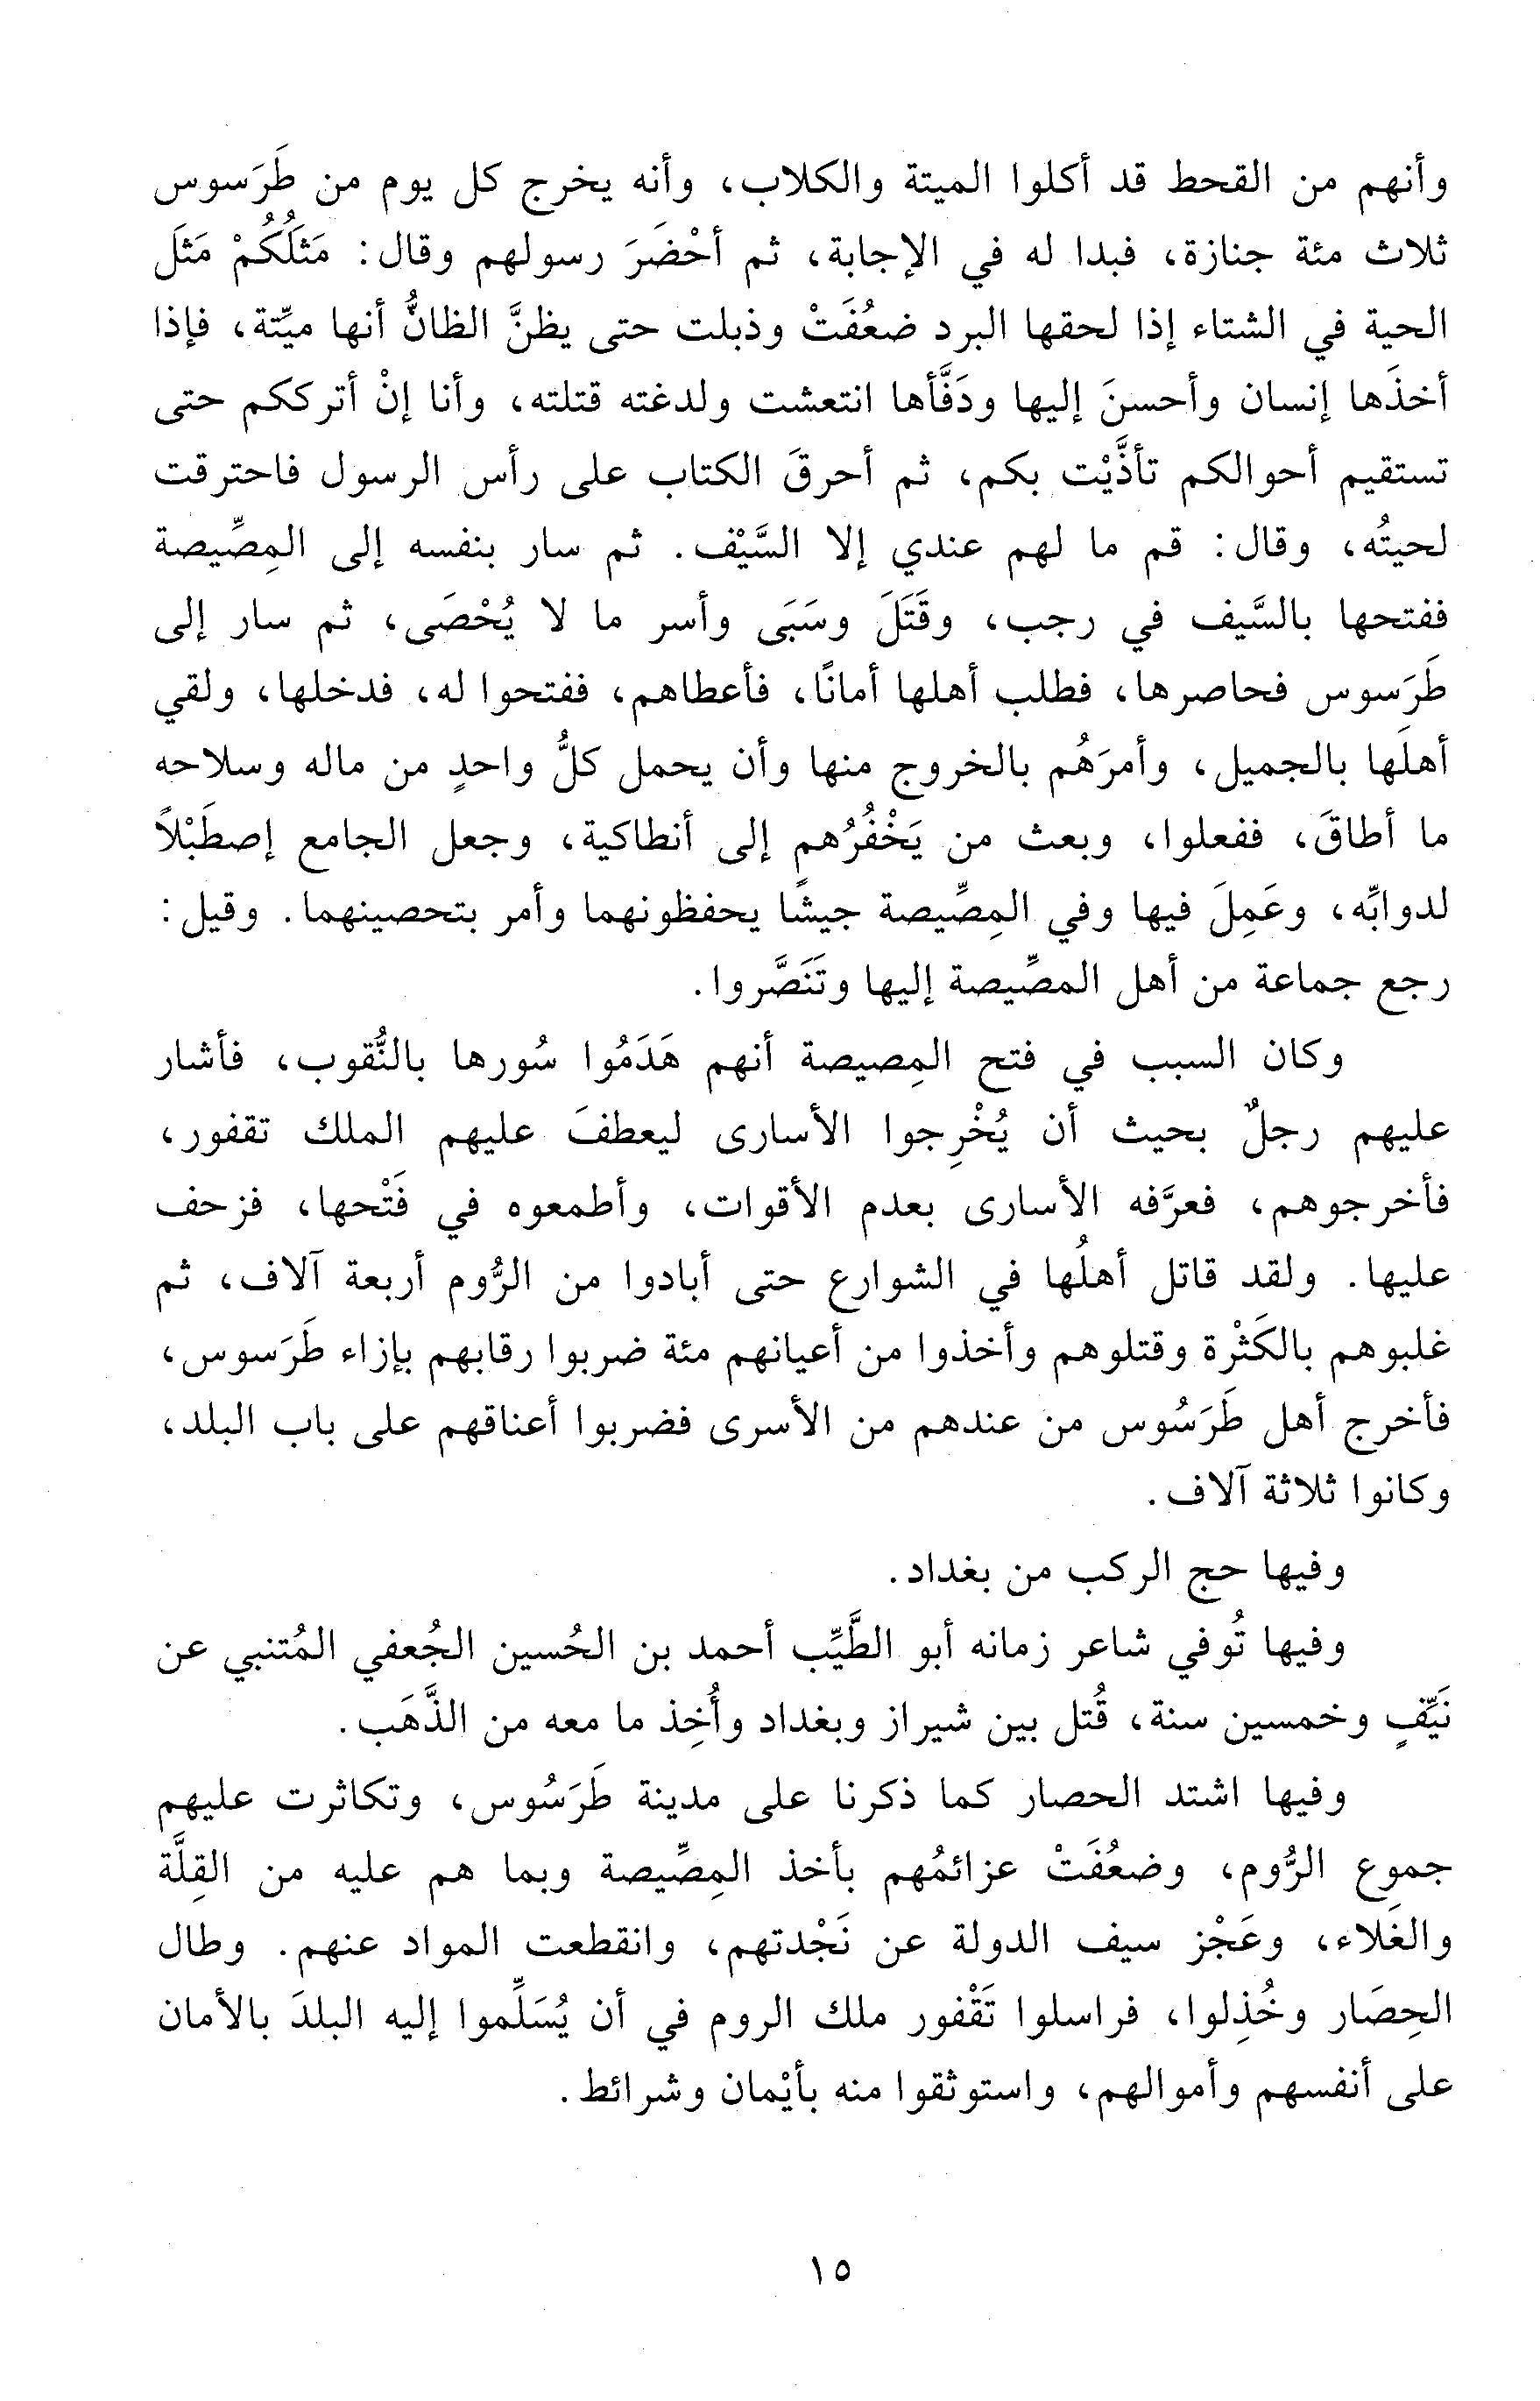 وأنهم من القحط قد أكلوا الميتة والكلاب، وأنه يخرج كل يوم من طَرَسوس
ثلاث مئة جنازة، فبدا له في الإجابة، ثم أحْضَرَ رسولهم وقال: مَثلُكُمْ مَثلَ
الحية في الشتاء إذا لحقها البرد ضعُفَتْ وذبلت حتى يظنَّ الظانُّ أنها ميِّتة، فإذا
أخذَها إنسان وأحسنَ إليها ودَفَّأها انتعشت ولدغته قتلته، وأنا إنْ أترككم حتى
تستقيم أحوالكم تأذَّيْت بكم، ثم أحرقَ الكتاب على رأس الرسول فاحترقت
لحيتُه، وقال: قم ما لهم عندي إلا السَّيْف. ثم سار بنفسه إلى المِصِّيصة
ففتحها بالسَّيف في رجب، وقَتَلَ وسَبَى وأسر ما لا يُحْصَى، ثم سار إلى
طَرَسوس فحاصرها، فطلب أهلها أمانًا، فأعطاهم، ففتحوا له، فدخلها، ولقي
أهلَها بالجميل، وأمرَهُم بالخروج منها وأن يحمل كلُّ واحدٍ من ماله وسلاحه
ما أطاقَ، ففعلوا، وبعث من يَخْفُرُهم إلى أنطاكية، وجعل الجامع إصطَبْلاً
لدوابِّه، وعَمِلَ فيها وفي المِصِّيصة جيشًا يحفظونهما وأمر بتحصينهما. وقيل:
رجع جماعة من أهل المصِّيصة إليها وتَنَصَّروا.
وكان السبب في فتح المِصيصة أنهم هَدَمُوا سُورها بالنُّقوب، فأشار
عليهم رجلٌ بحيث أن يُخْرِجوا الأسارى ليعطفَ عليهم الملك تقفور،
فأخرجوهم، فعرَّفه الأسارى بعدم الأقوات، وأطمعوه في فَتْحها، فزحف
عليها. ولقد قاتل أهلُها في الشوارع حتى أبادوا من الرُّوم أربعة آلاف، ثم
غلبوهم بالكَثْرة وقتلوهم وأخذوا من أعيانهم مئة ضربوا رقابهم بإزاء طَرَسوس،
فأخرج أهل طَرَسُوس من عندهم من الأسرى فضربوا أعناقهم على باب البلد،
وكانوا ثلاثة آلاف.
وفيها حج الركب من بغداد.
وفيها تُوفي شاعر زمانه أبو الطَّيِّب أحمد بن الحُسين الجُعفي المُتنبي عن
نَيِّفٍ وخمسين سنة، قُتل بين شيراز وبغداد وأُخِذ ما معه من الذَّهَب.
وفيها اشتد الحصار كما ذكرنا على مدينة طَرَسُوس، وتكاثرت عليهم
جموع الرُّوم، وضعُفَتْ عزائمُهم بأخذ المِصِّيصة وبما هم عليه من القِلَّة
والغَلاء، وعَجْز سيف الدولة عن نَجْدتهم، وانقطعت المواد عنهم. وطال
الحِصَار وخُذِلوا، فراسلوا تَقْفور ملك الروم في أن يُسَلِّموا إليه البلدَ بالأمان
على أنفسهم وأموالهم، واستوثقوا منه بأيْمان وشرائط.
١٥